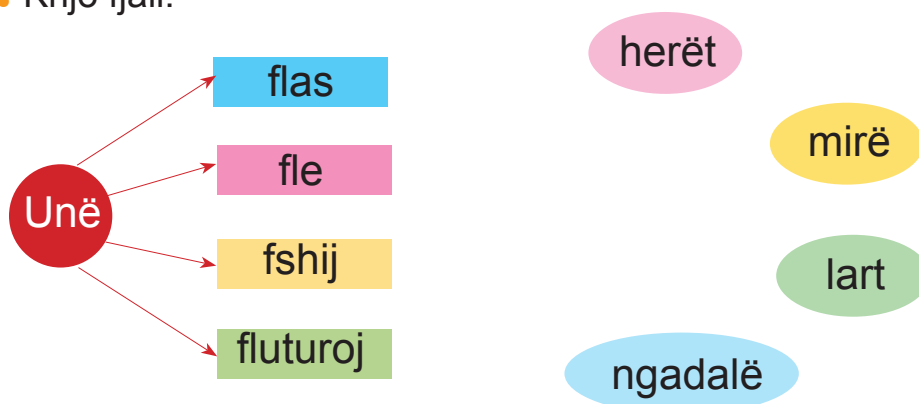 Krijo fjali.
flas
fle
Unë
fshij
fluturoj
herët
mirë
lart
ngadalë